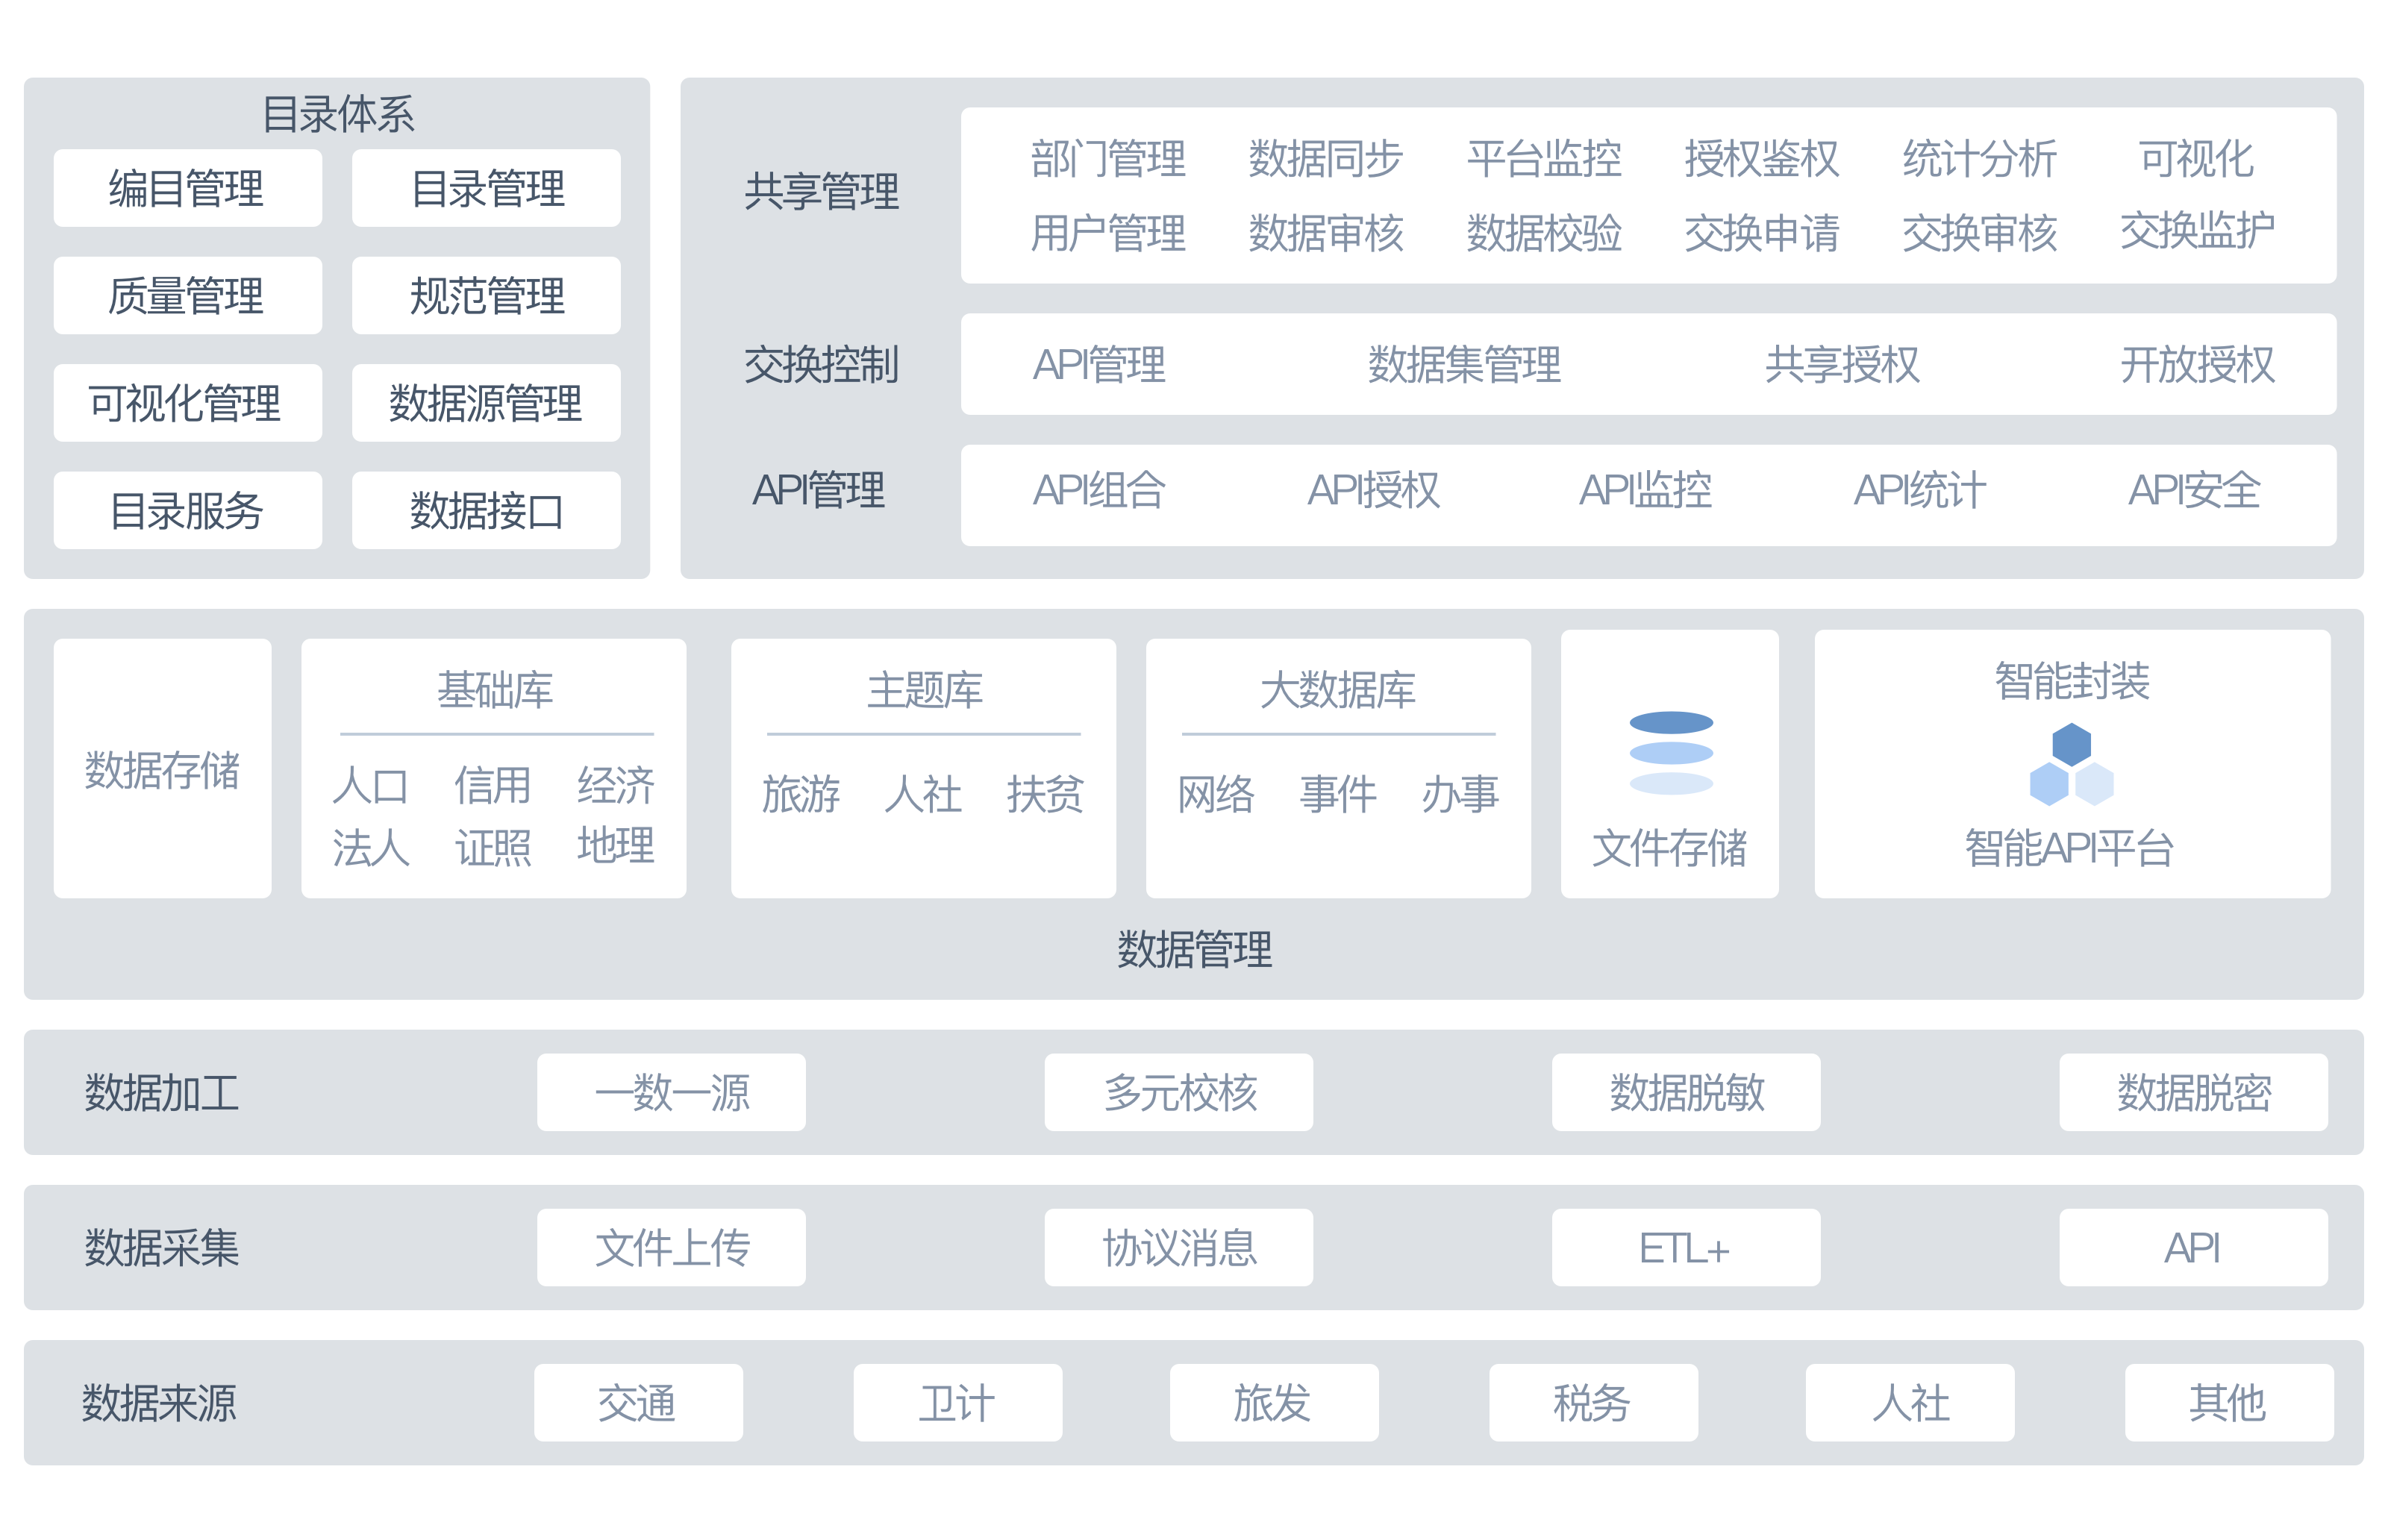 目录体系
编目管理 目录管理
质量管理 规范管理
可视化管理 数据源管理
目录服务 数据接口
共享管理
部门管理 数据同步 平台监控 授权鉴权 统计分析 可视化
用户管理 数据审核 数据校验 交换申请 交换审核 交换监护
交换控制
API管理 数据集管理 共享授权 开放授权
API管理
API组合 API授权 API监控 API统计 API安全
数据存储
基础库
人口 信用 经济
法人 证照 地理
主题库
旅游 人社 扶贫
大数据库
网络 事件 办事
文件存储
智能封装
智能API平台
数据管理
数据加工 一数一源 多元校核 数据脱敏 数据脱密
数据采集 文件上传 协议消息 ETL+ API
数据来源 交通 卫计 旅发 税务 人社 其他